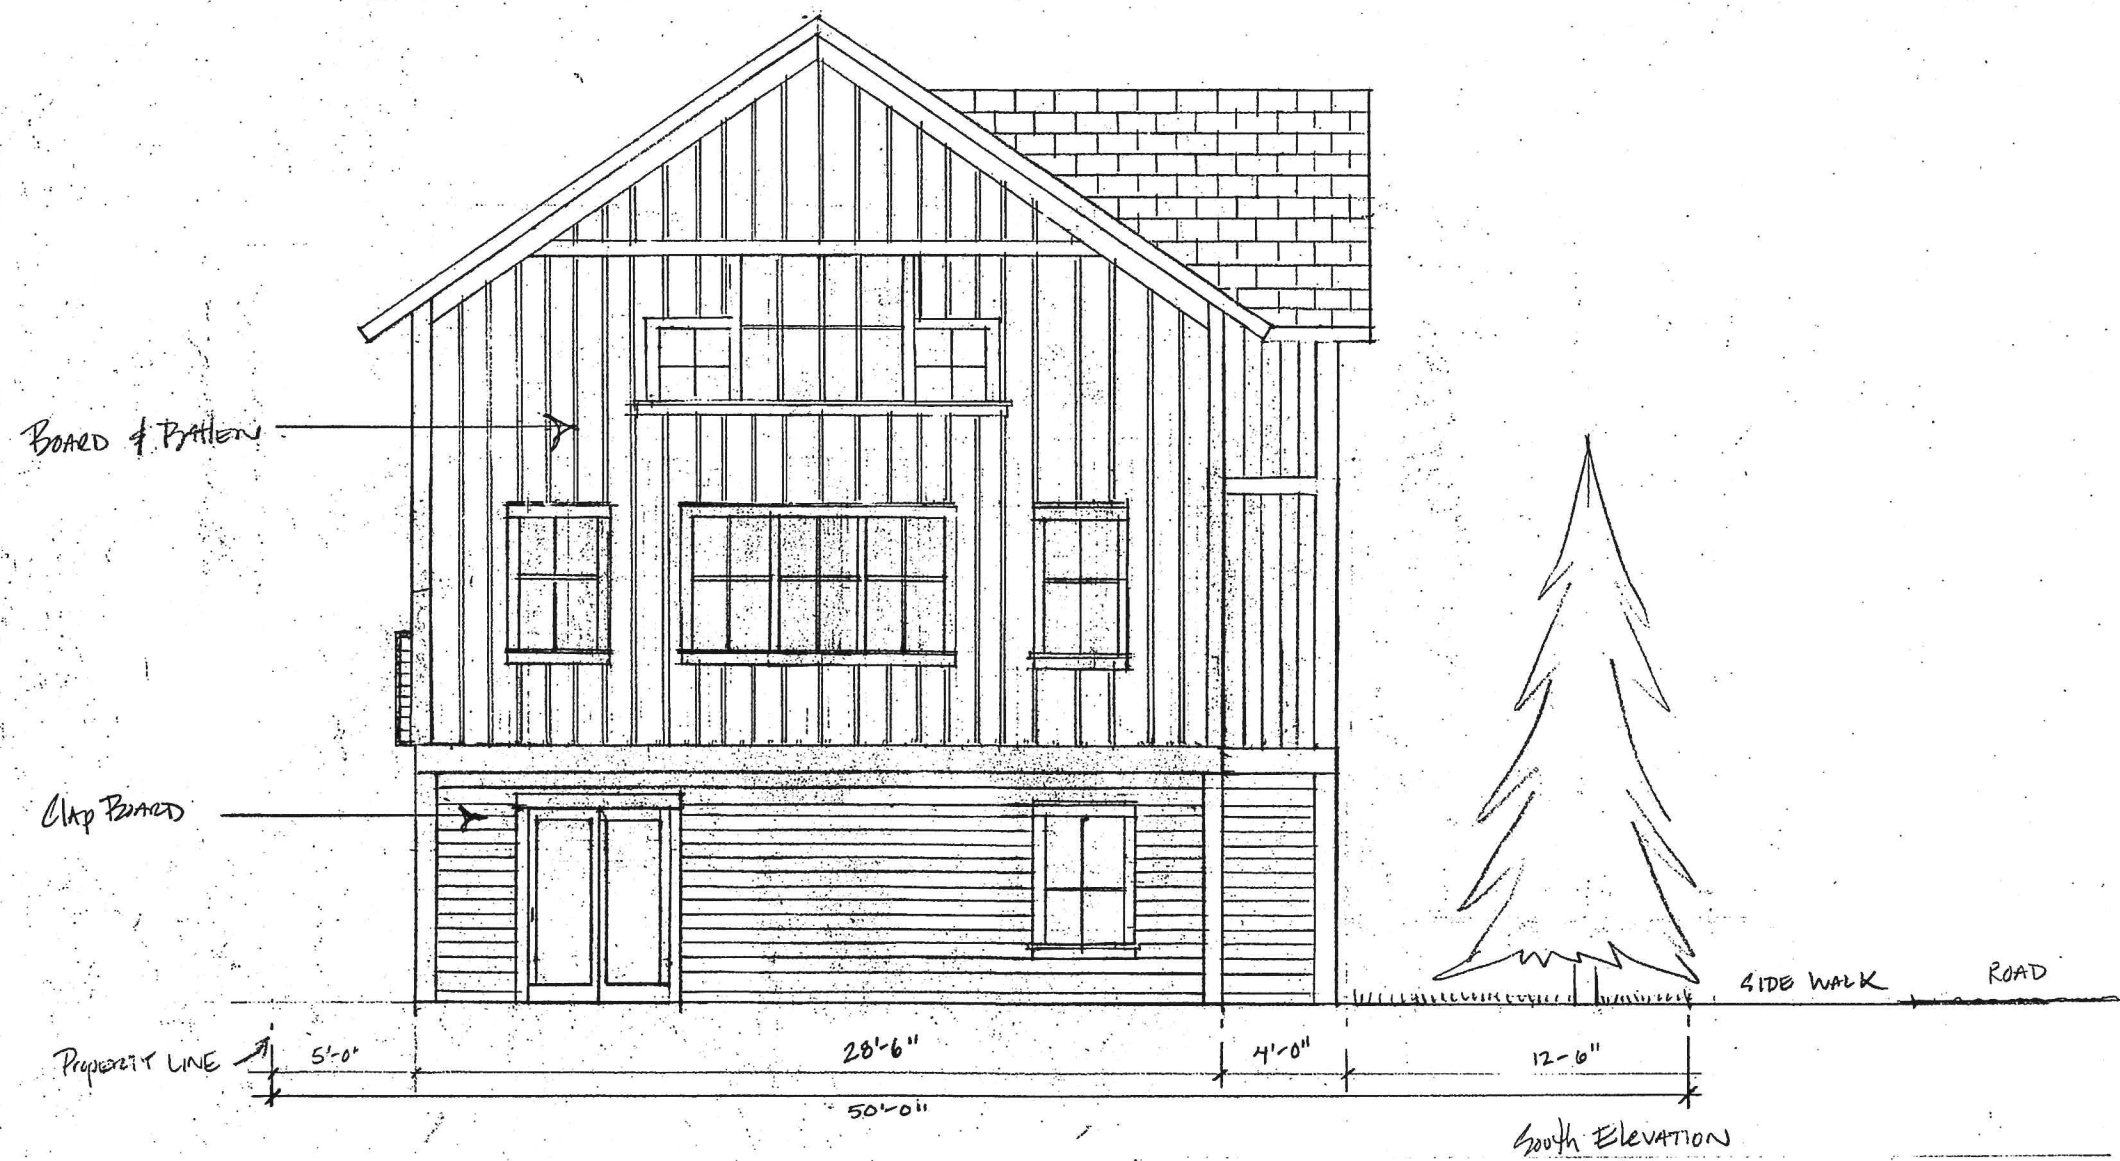 Board & Batten
Clap Board
SIDE WALK
ROAD
Property LINE
5'-0"
28'-6"
4'-0"
12-6"
50'-0"
South Elevation